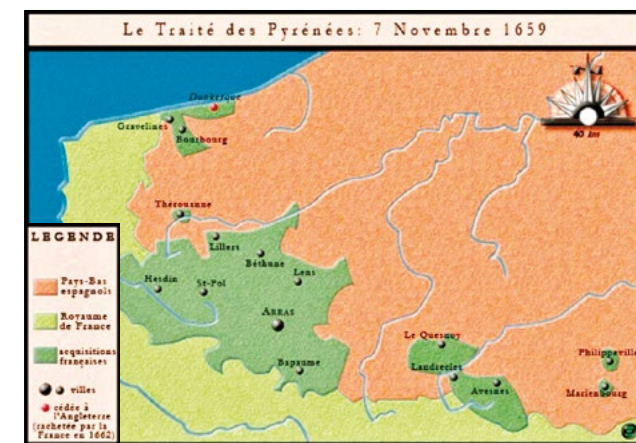 Le Traité des Pyrénées: 7 Novembre 1659
Dunkerque
Gravelines
Bourbourg
40 km
Thérouanne
Lillers
Béthune
Lens
Hesdin
St-Pol
ARRAS
Bapaume
Le Quesnoy
Landrecies
Avesnes
Philippeville
Marienbourg
LEGENDE
Pays-Bas
espagnols
Royaume
de France
acquisitions
françaises
villes
cédée à
l'Angleterre
(rachetée par la
France en 1662)